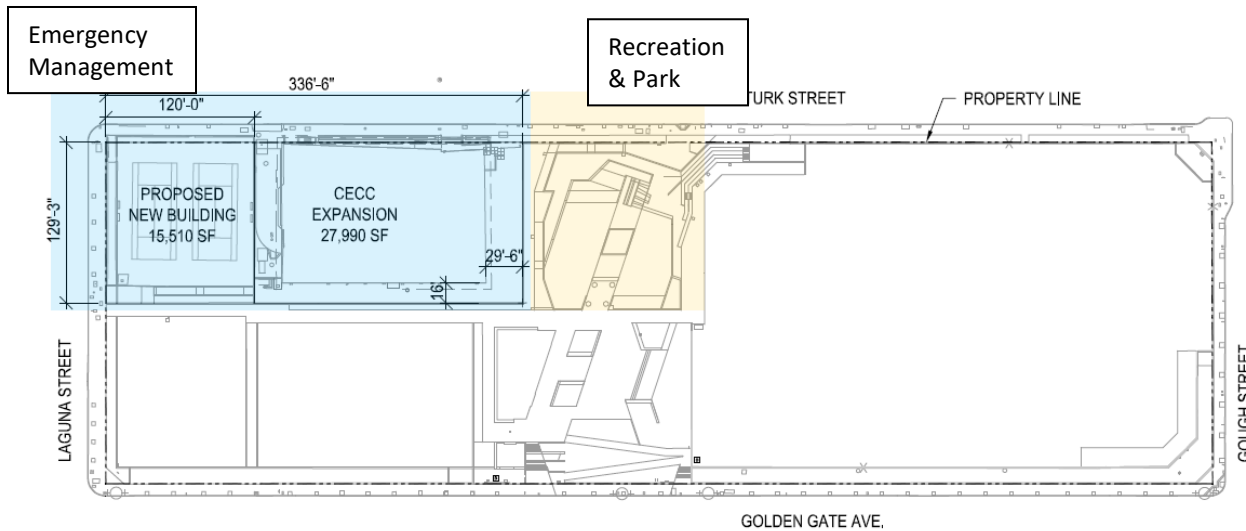 Emergency
Management
Recreation
& Park
336'-6"
120'-0"
TURK STREET
PROPERTY LINE
129'-3"
PROPOSED
NEW BUILDING
15,510 SF
CECC
EXPANSION
27,990 SF
29'-6"
16'
LAGUNA STREET
GOUGH STREET
GOLDEN GATE AVE,